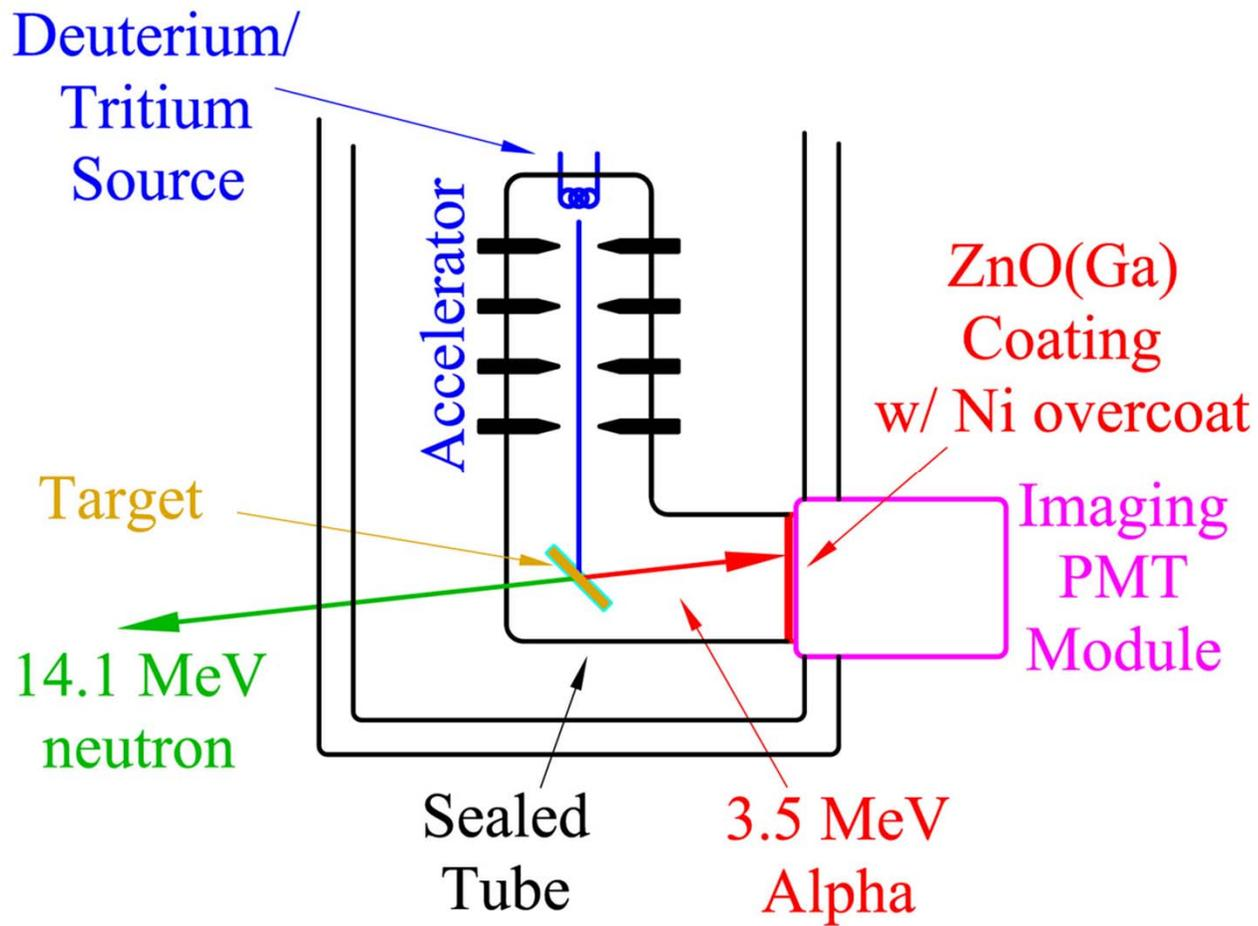 Deuterium/
Tritium
Source
Accelerator
ZnO(Ga)
Coating
w/ Ni overcoat
Target
Imaging
PMT
Module
14.1 MeV
neutron
Sealed
Tube
3.5 MeV
Alpha